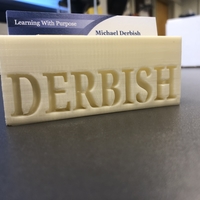 Learning With Purpose
Michael Derbish
DERBISH